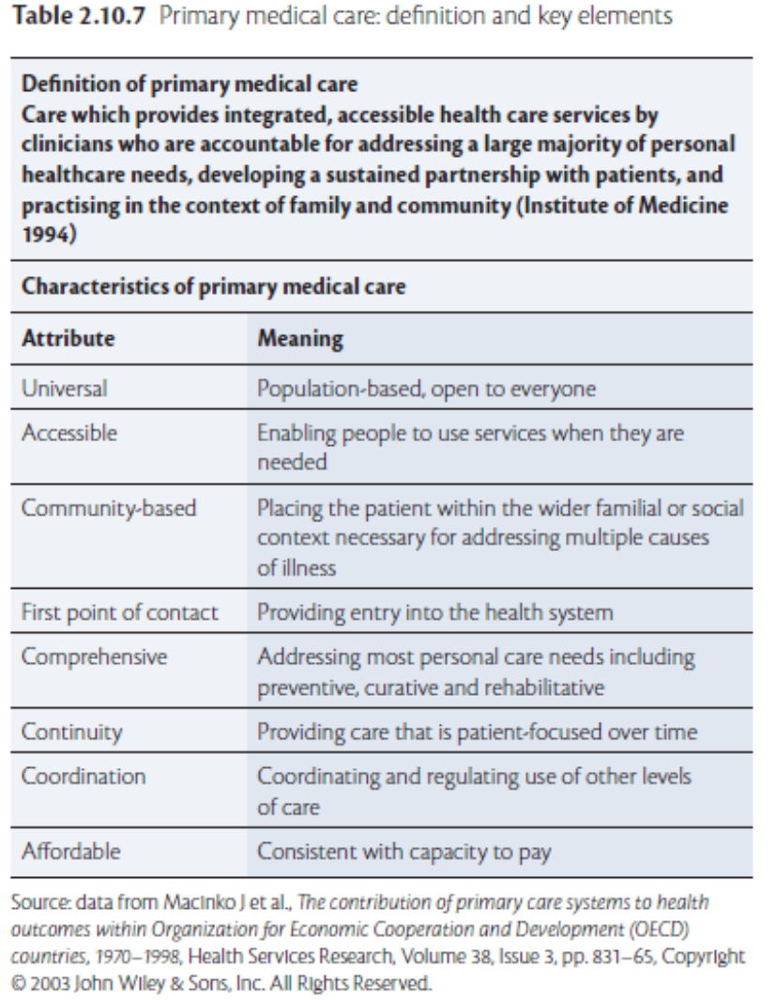 Table 2.10.7 Primary medical care: definition and key elements
Definition of primary medical care
Care which provides integrated, accessible health care services by
clinicians who are accountable for addressing a large majority of personal
healthcare needs, developing a sustained partnership with patients, and
practising in the context of family and community (Institute of Medicine
1994)
Characteristics of primary medical care
Attribute Meaning
Universal Population-based, open to everyone
Accessible Enabling people to use services when they are
needed
Community-based Placing the patient within the wider familial or social
context necessary for addressing multiple causes
of illness
First point of contact Providing entry into the health system
Comprehensive Addressing most personal care needs including
preventive, curative and rehabilitative
Continuity Providing care that is patient-focused over time
Coordination Coordinating and regulating use of other levels
of care
Affordable Consistent with capacity to pay
Source: data from Macinko J et al., The contribution of primary care systems to health
outcomes within Organization for Economic Cooperation and Development (OECD)
countries, 1970–1998, Health Services Research, Volume 38, Issue 3, pp. 831–65, Copyright
© 2003 John Wiley & Sons, Inc. All Rights Reserved.